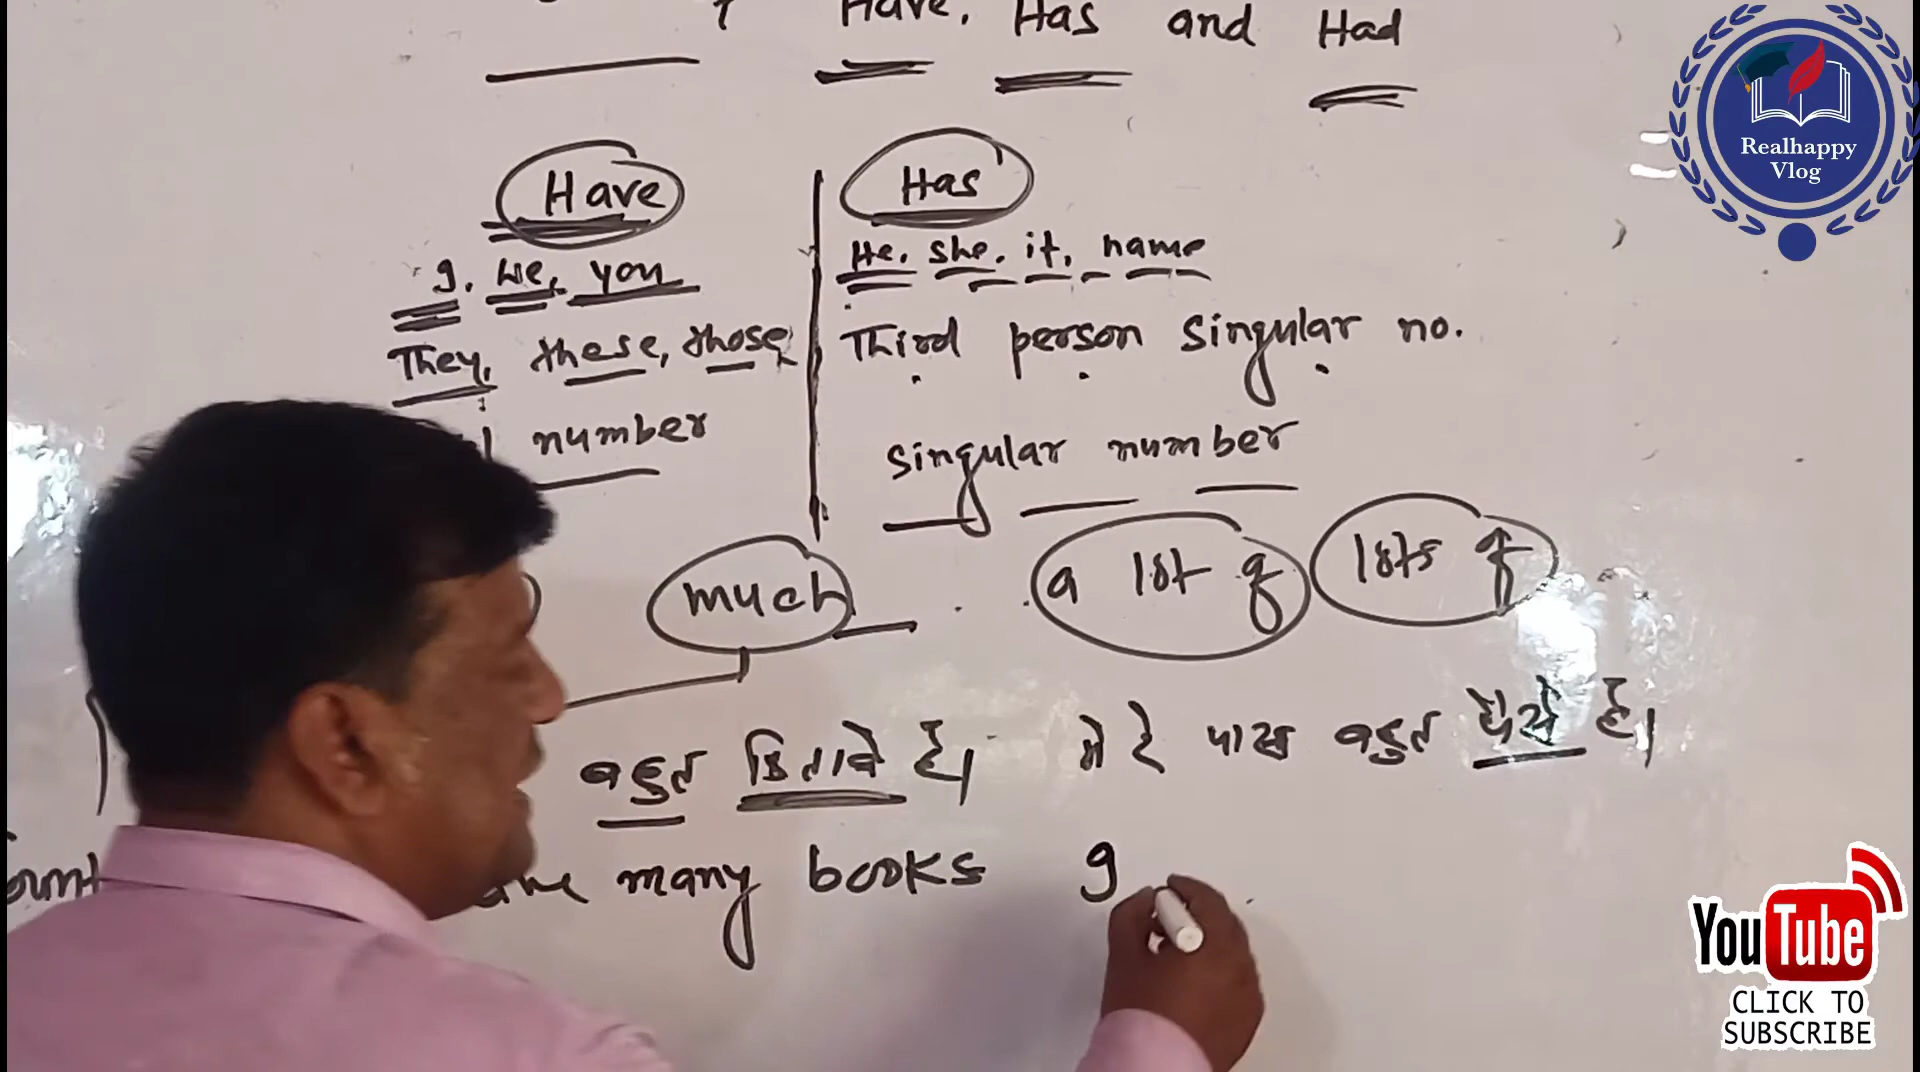 Have, Has and Had
Realhappy
Vlog
Have
Has
I, we, you
He, she, it, name
They, these, those,
Third person Singular no.
number
singular number
much
a lot of
lots of
बहुत किताबे है।
मेरे पास बहुत पैसे है।
many books
I
YouTube
CLICK TO
SUBSCRIBE